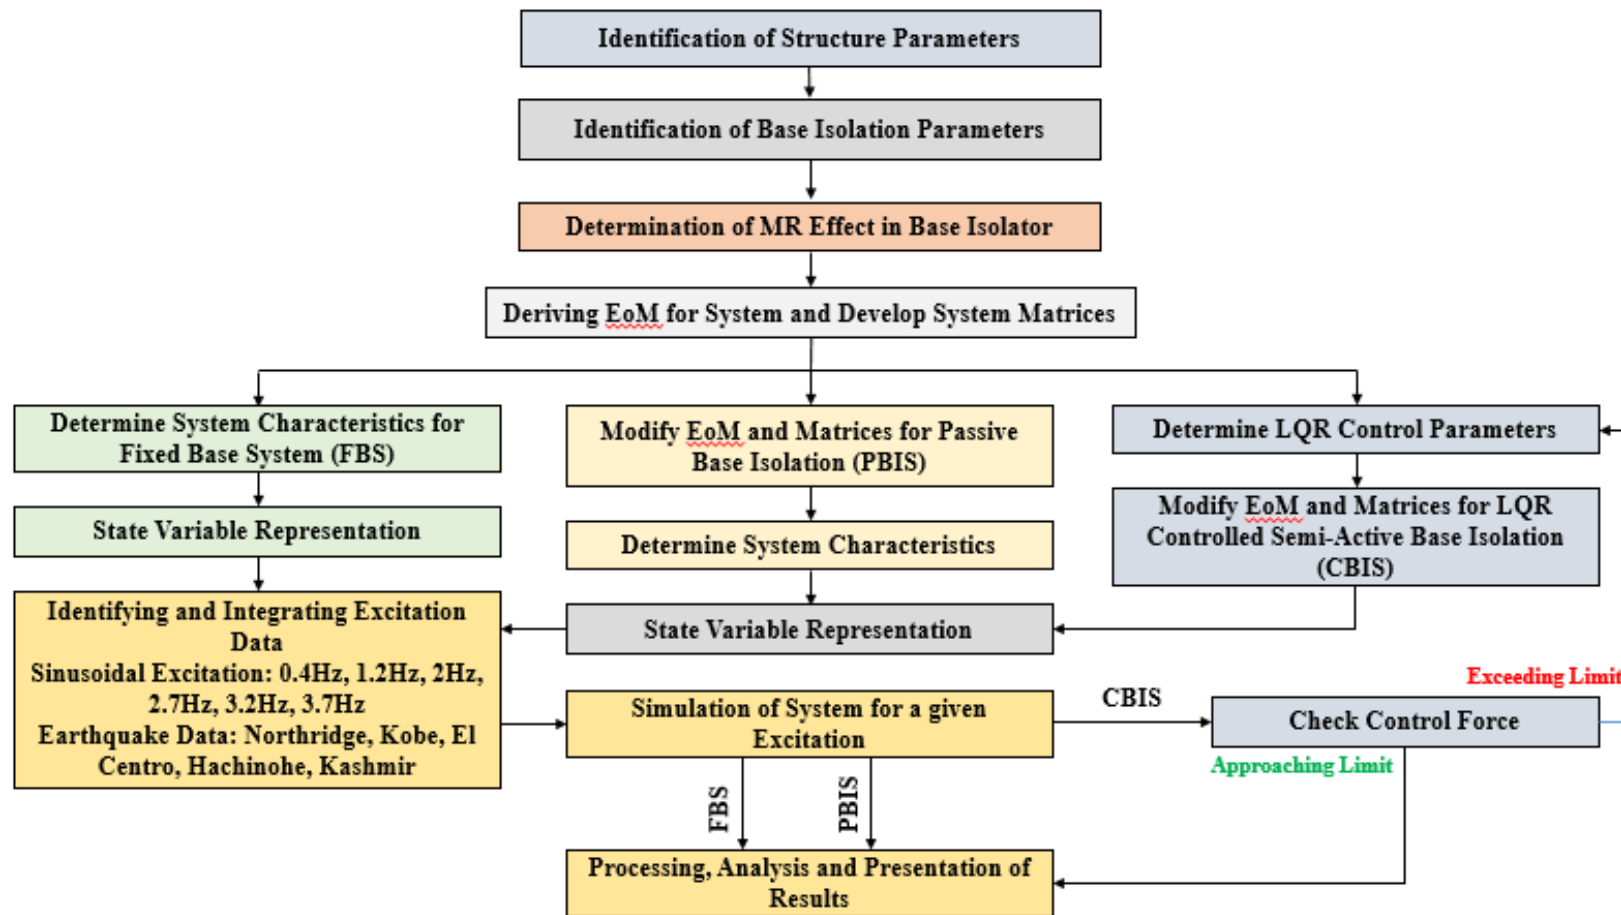 Identification of Structure Parameters
Identification of Base Isolation Parameters
Determination of MR Effect in Base Isolator
Deriving EoM for System and Develop System Matrices
Determine System Characteristics for
Fixed Base System (FBS)
State Variable Representation
Modify EoM and Matrices for Passive
Base Isolation (PBIS)
Determine System Characteristics
State Variable Representation
Determine LQR Control Parameters
Modify EoM and Matrices for LQR
Controlled Semi-Active Base Isolation
(CBIS)
Identifying and Integrating Excitation
Data
Sinusoidal Excitation: 0.4Hz, 1.2Hz, 2Hz,
2.7Hz, 3.2Hz, 3.7Hz
Earthquake Data: Northridge, Kobe, El
Centro, Hachinohe, Kashmir
Simulation of System for a given
Excitation
CBIS
Exceeding Limit
Check Control Force
Approaching Limit
FBS
PBIS
Processing, Analysis and Presentation of
Results